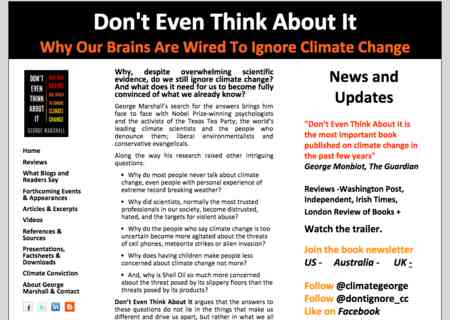 Don't Even Think About It
Why Our Brains Are Wired To Ignore Climate Change
DON'T
EVEN
THINK
ABOUT
IT
GEORGE MARSHALL
Home
Reviews
What Blogs and
Readers Say
Forthcoming Events
& Appearances
Articles & Excerpts
Videos
References &
Sources
Presentations,
Factsheets &
Downloads
Climate Conviction
About George
Marshall & Contact
Why, despite overwhelming scientific
evidence, do we still ignore climate change?
And what does it need for us to become fully
convinced of what we already know?
George Marshall's search for the answers brings him
face to face with Nobel Prize-winning psychologists
and the activists of the Texas Tea Party; the world's
leading climate scientists and the people who
denounce them; liberal environmentalists and
conservative evangelicals.
Along the way his research raised other intriguing
questions:
• Why do most people never talk about climate
change, even people with personal experience of
extreme record breaking weather?
• Why did scientists, normally the most trusted
professionals in our society, become distrusted,
hated, and the targets for violent abuse?
• Why do the people who say climate change is too
uncertain become more agitated about the threats
of cell phones, meteorite strikes or alien invasion?
• Why does having children make people less
concerned about climate change not more?
• And, why is Shell Oil so much more concerned
about the threat posed by its slippery floors than the
threats posed by its products?
Don't Even Think About It argues that the answers to
these questions do not lie in the things that make us
different and drive us apart, but rather in what we all
News and
Updates
"Don't Even Think About It is
the most important book
published on climate change in
the past few years"
George Monbiot, The Guardian
Reviews -Washington Post,
Independent, Irish Times,
London Review of Books +
Watch the trailer.
Join the book newsletter
US - Australia - UK -
Follow @climategeorge
Follow @dontignore_cc
Like on Facebook